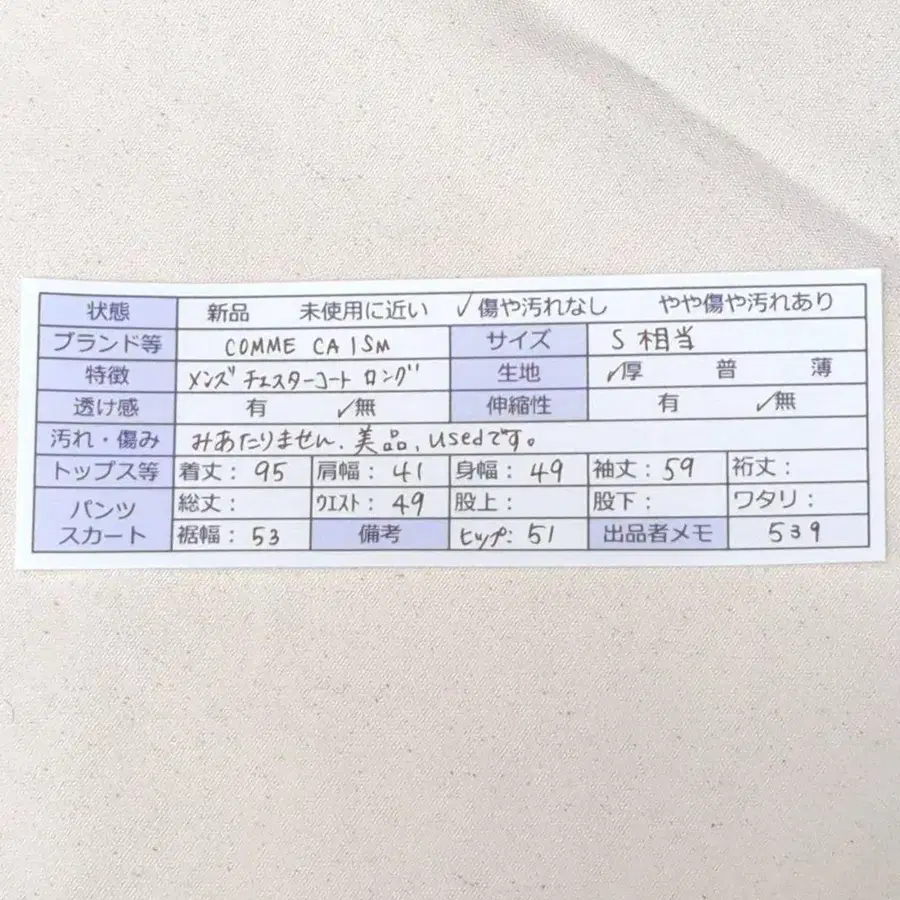 状態 新品 未使用に近い ✓傷や汚れなし やや傷や汚れあり
ブランド等 COMME CA ISM サイズ S 相当
特徴 メンズ チェスターコート ロング 生地 ✓厚 普 薄
透け感 有 ✓無 伸縮性 有 ✓無
汚れ・傷み みあたりません、美品、usedです。
トップス等 着丈: 95 肩幅: 41 身幅: 49 袖丈: 59 裄丈:
パンツ スカート 総丈: ウエスト: 49 股上: 股下: ワタリ:
裾幅: 53 備考 ヒップ: 51 出品者メモ 539